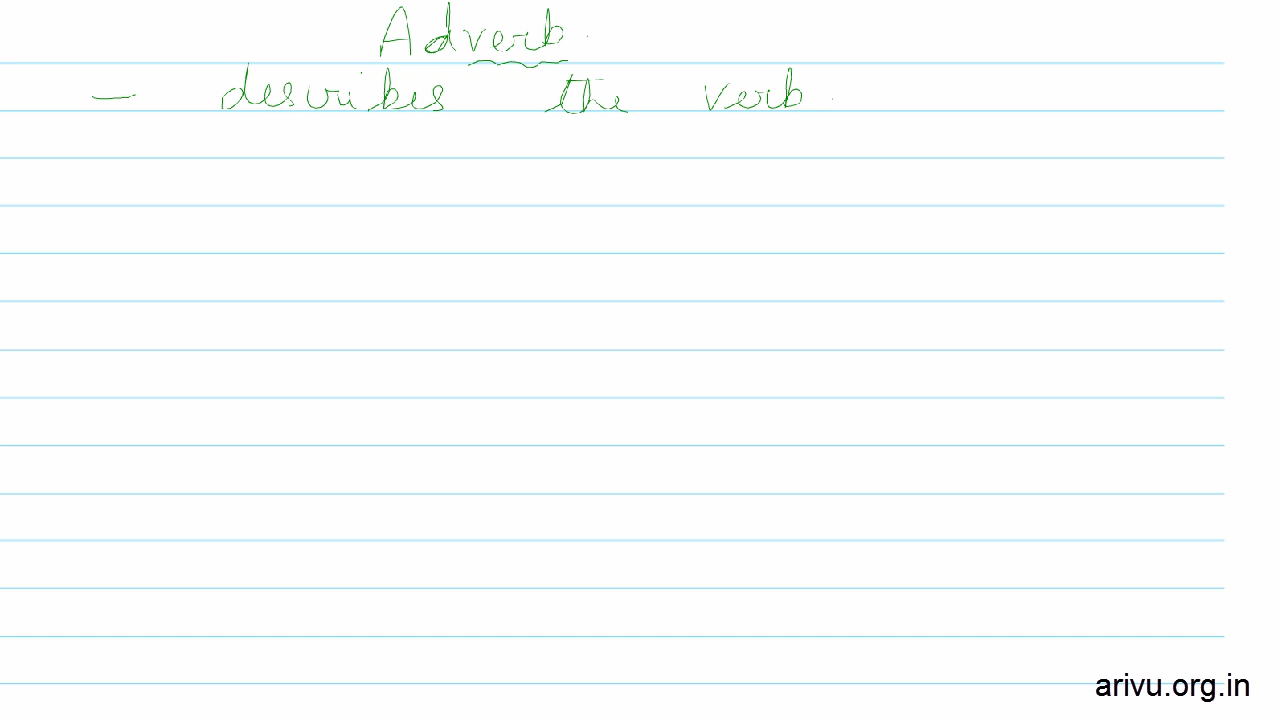 Adverb.
— describes the verb.
arivu.org.in